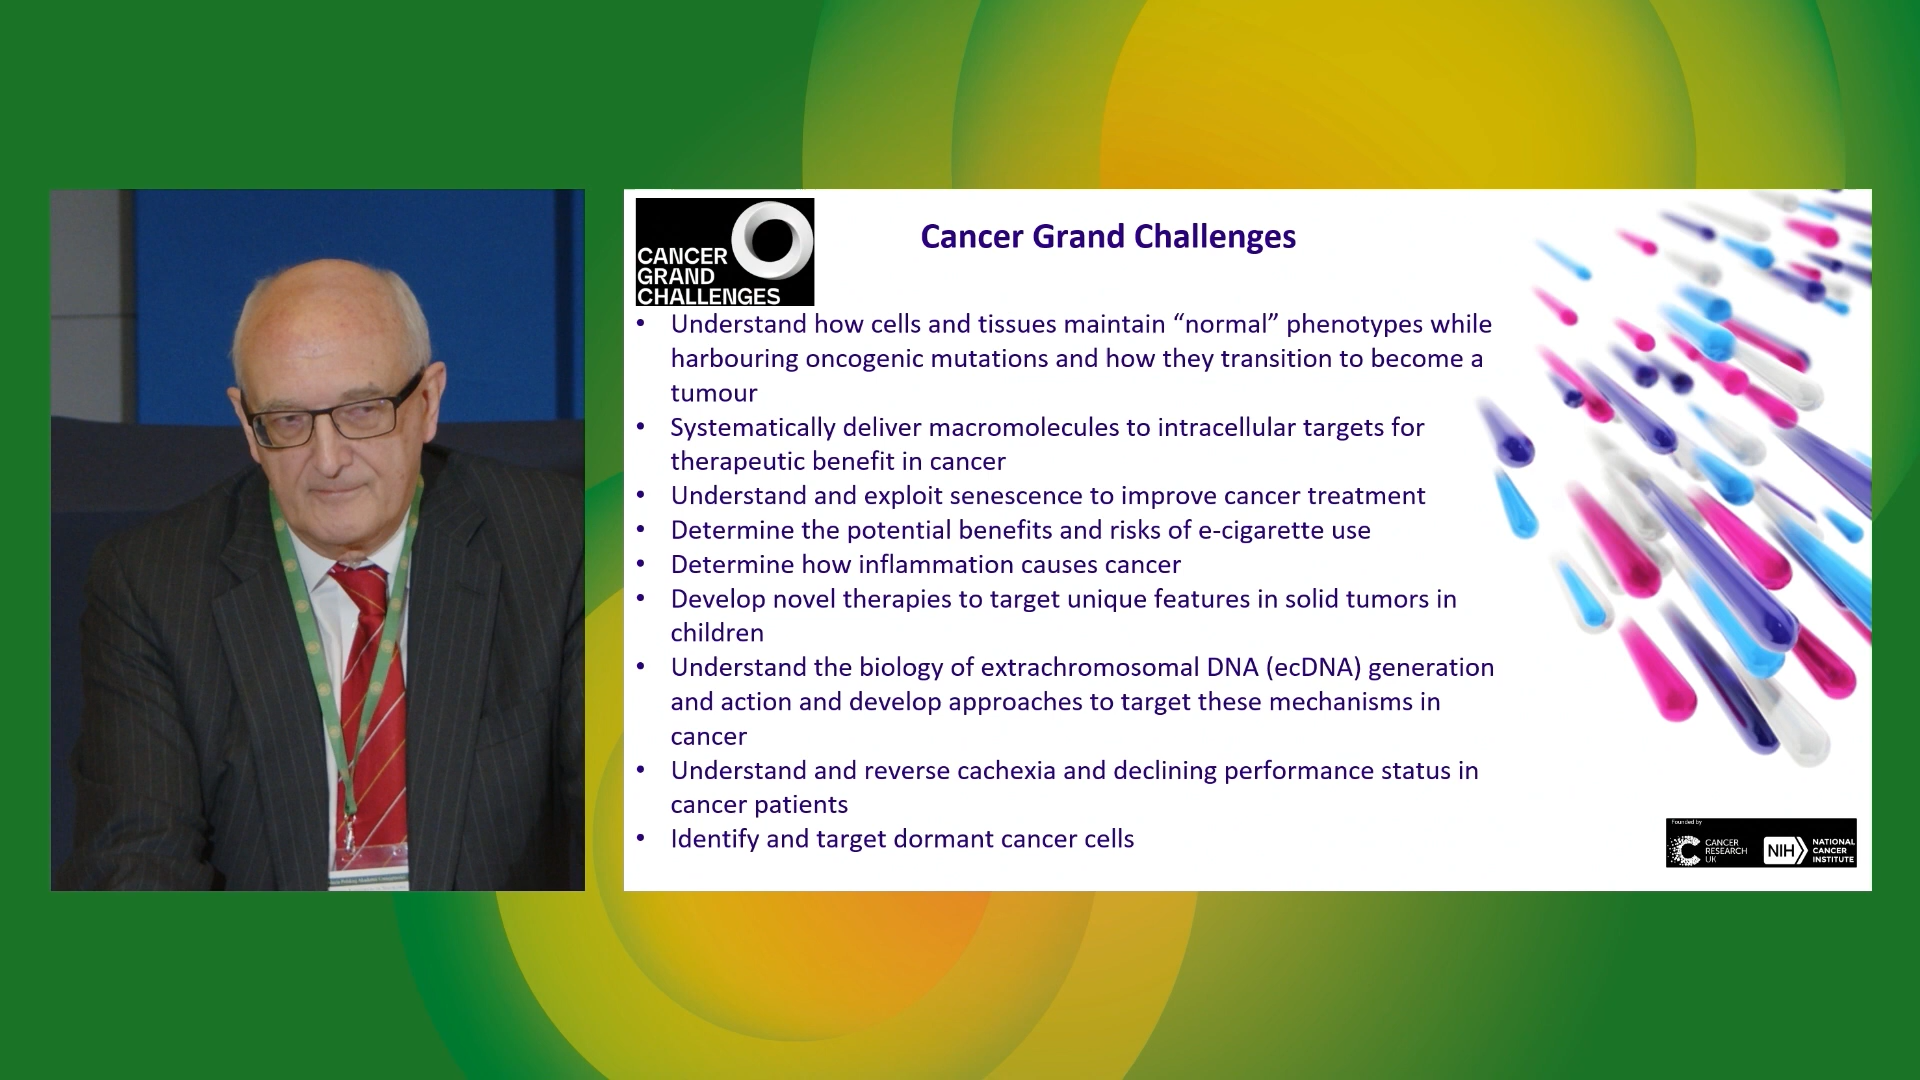 CANCER
GRAND
CHALLENGES
Cancer Grand Challenges
• Understand how cells and tissues maintain “normal” phenotypes while
harbouring oncogenic mutations and how they transition to become a
tumour
• Systematically deliver macromolecules to intracellular targets for
therapeutic benefit in cancer
• Understand and exploit senescence to improve cancer treatment
• Determine the potential benefits and risks of e-cigarette use
• Determine how inflammation causes cancer
• Develop novel therapies to target unique features in solid tumors in
children
• Understand the biology of extrachromosomal DNA (ecDNA) generation
and action and develop approaches to target these mechanisms in
cancer
• Understand and reverse cachexia and declining performance status in
cancer patients
• Identify and target dormant cancer cells
Founded by
CANCER
RESEARCH
UK
NIH
NATIONAL
CANCER
INSTITUTE